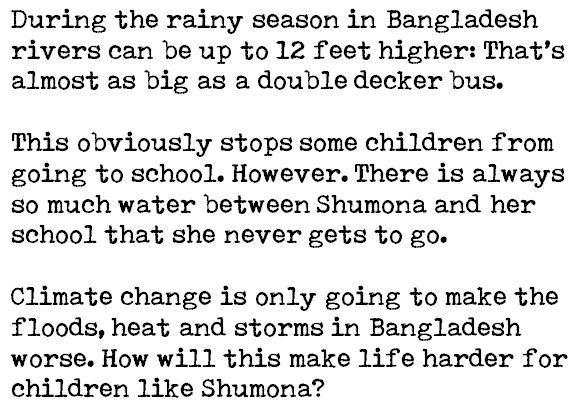 During the rainy season in Bangladesh
rivers can be up to 12 feet higher: That's
almost as big as a double decker bus.
This obviously stops some children from
going to school. However. There is always
so much water between Shumona and her
school that she never gets to go.
Climate change is only going to make the
floods, heat and storms in Bangladesh
worse. How will this make life harder for
children like Shumona?